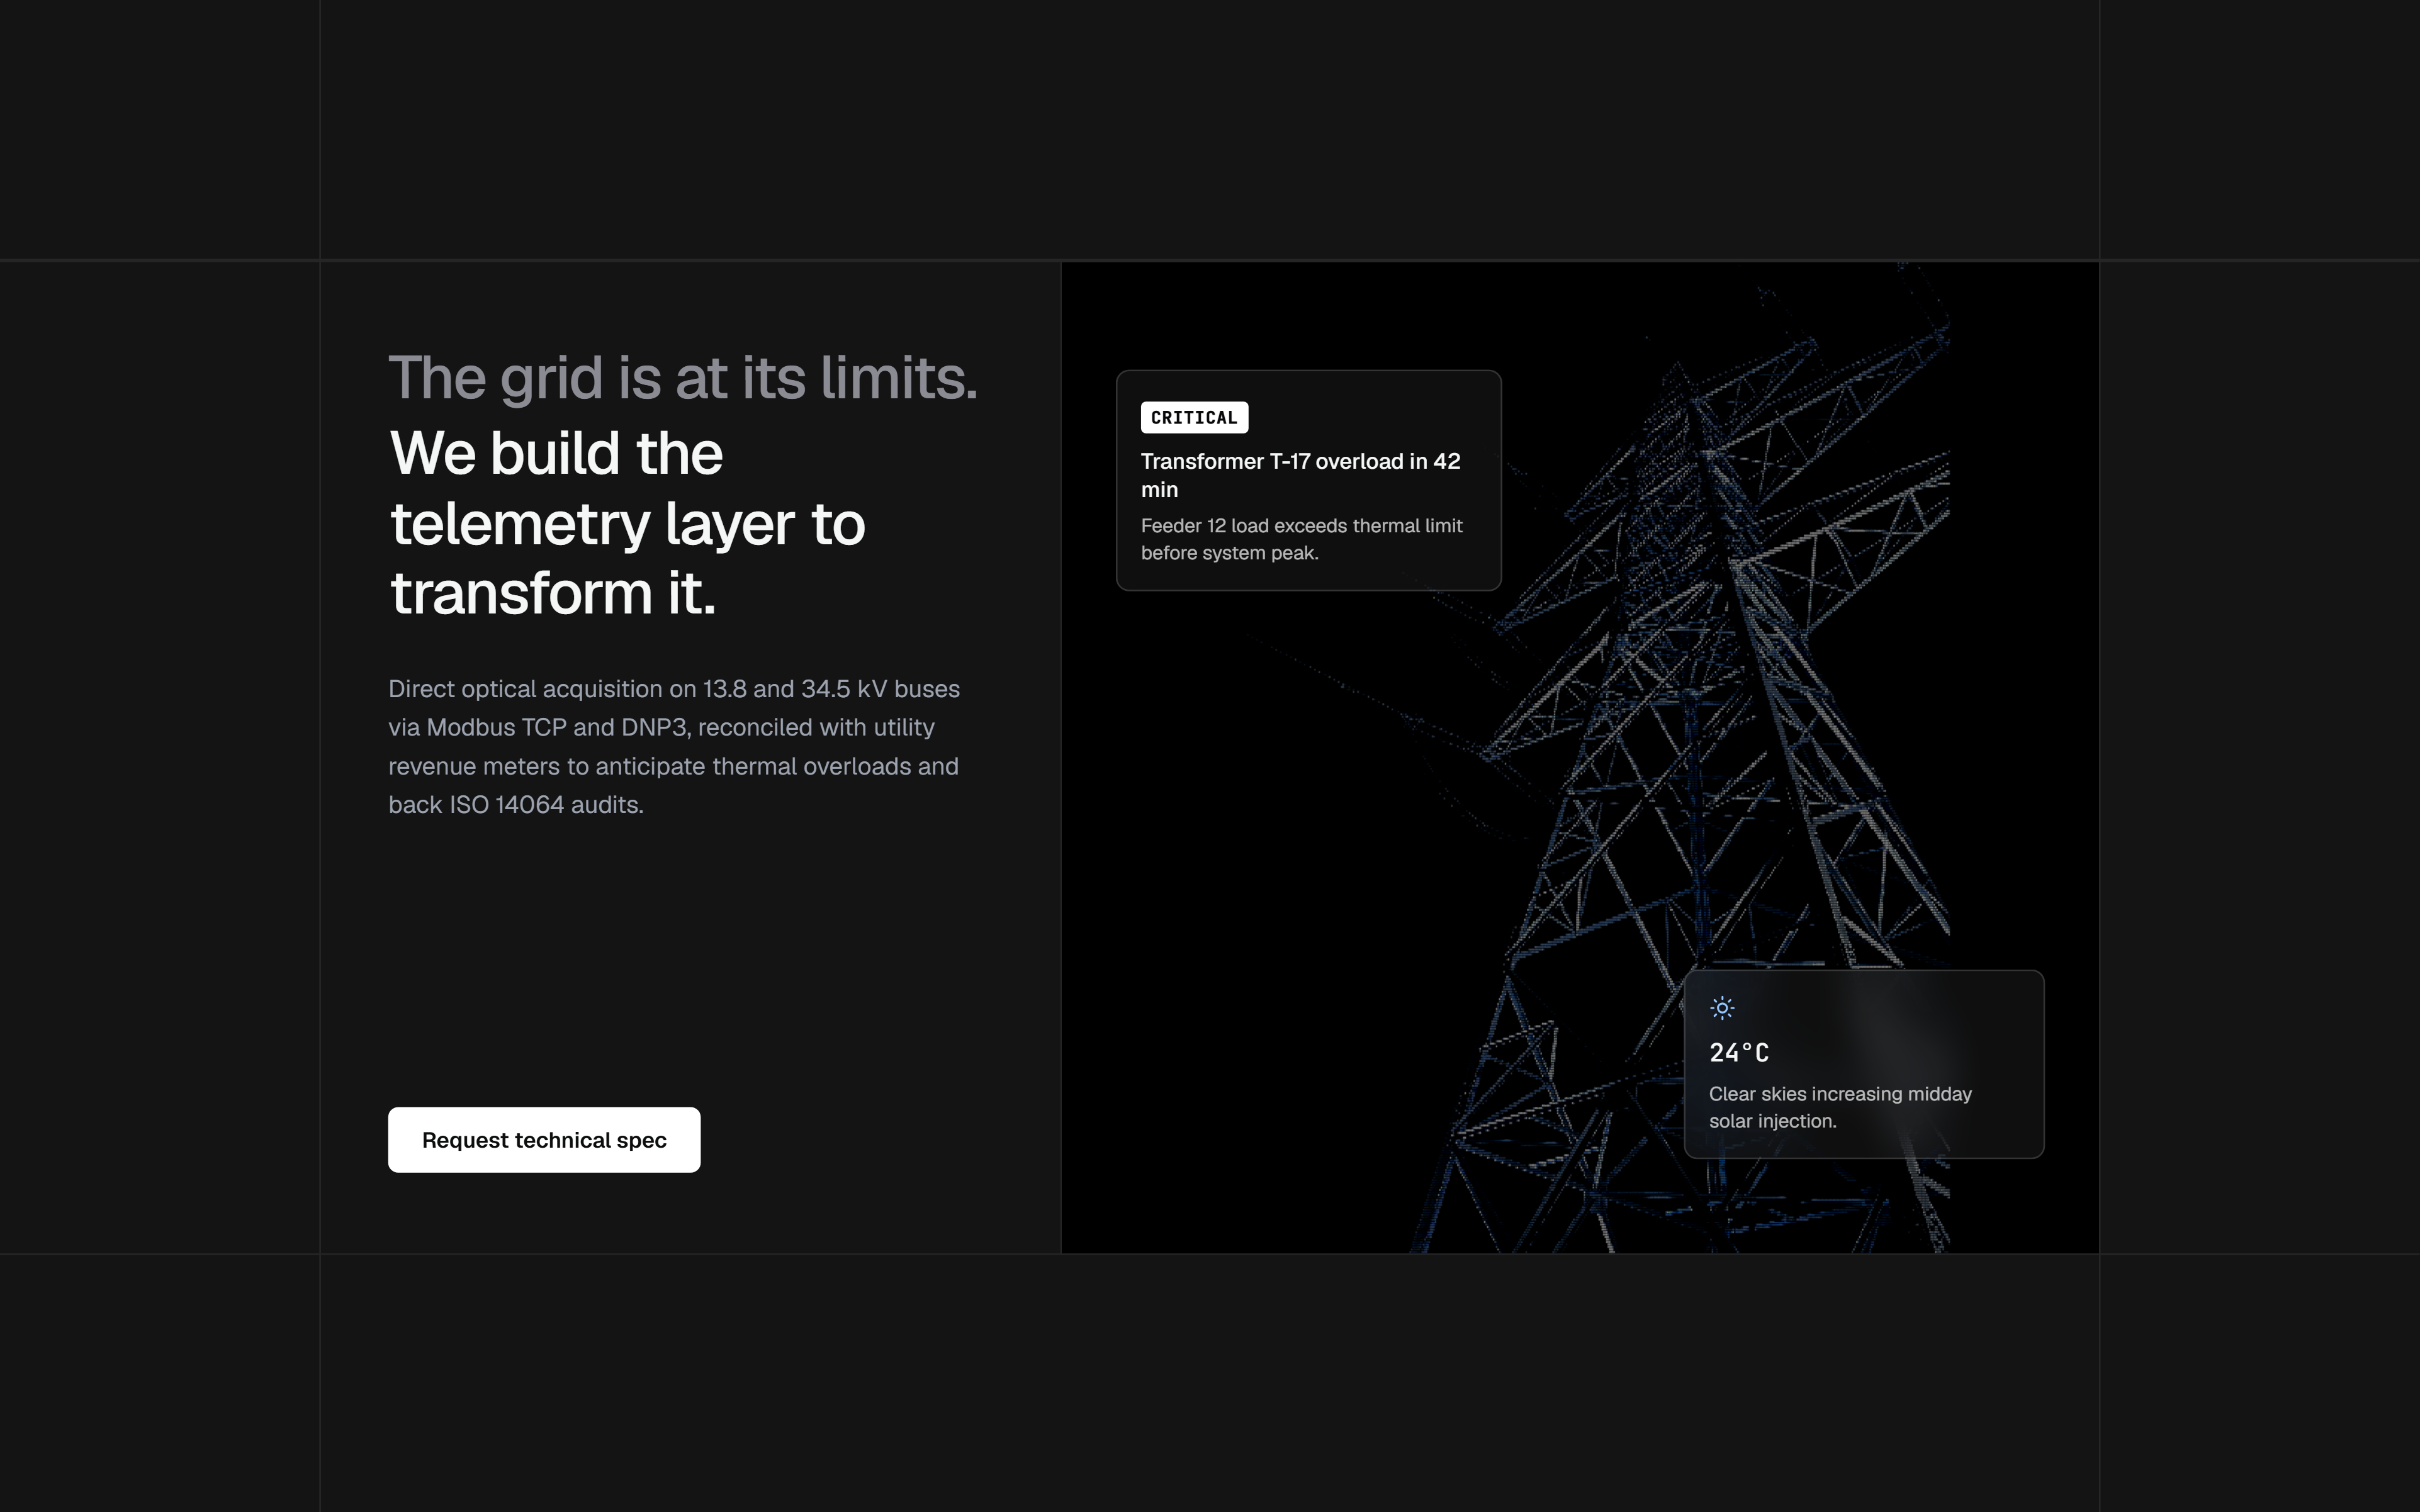 The grid is at its limits.
We build the
telemetry layer to
transform it.
Direct optical acquisition on 13.8 and 34.5 kV buses
via Modbus TCP and DNP3, reconciled with utility
revenue meters to anticipate thermal overloads and
back ISO 14064 audits.
Request technical spec
CRITICAL
Transformer T-17 overload in 42
min
Feeder 12 load exceeds thermal limit
before system peak.
24°C
Clear skies increasing midday
solar injection.